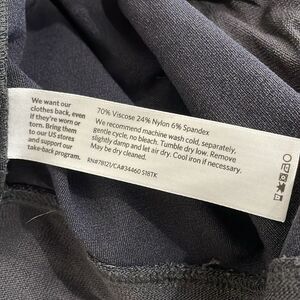 We want our
clothes back, even
if they're worn or
torn. Bring them
to our US stores
and support our
take-back program.
70% Viscose 24% Nylon 6% Spandex
We recommend machine wash cold, separately,
gentle cycle, no bleach. Tumble dry low. Remove
slightly damp and let air dry. Cool iron if necessary.
May be dry cleaned.
RN#78121/CA#34460 S16TK